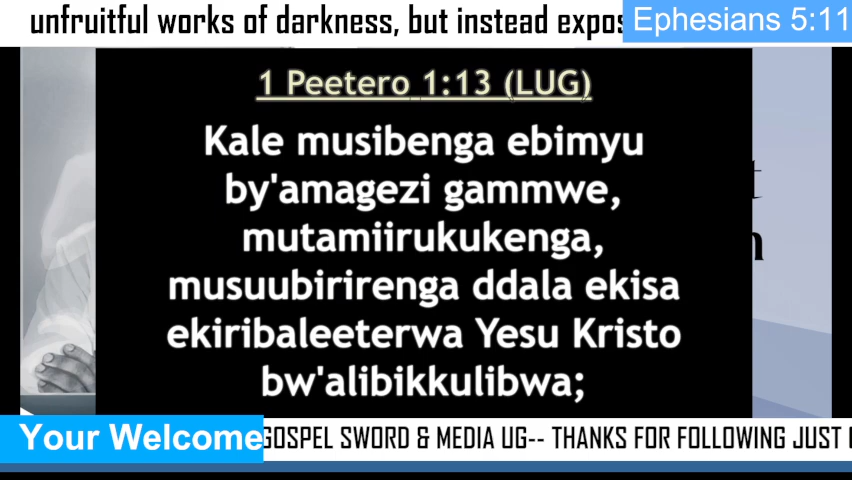 unfruitful works of darkness, but instead
Ephesians 5:11
1 Peetero 1:13 (LUG)
Kale musibenga ebimyu
by'amagezi gammwe,
mutamiirukukenga,
musuubirirenga ddala ekisa
ekiribaleeterwa Yesu Kristo
bw'alibikkulibwa;
Your Welcome
GOSPEL SWORD & MEDIA UG-- THANKS FOR FOLLOWING JUST